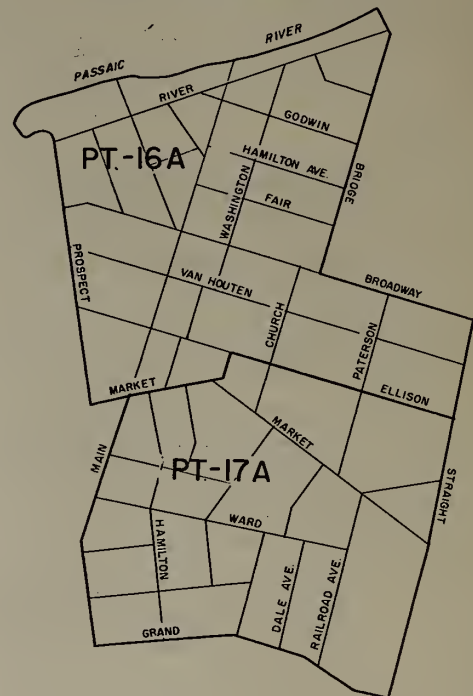 PASSAIC
RIVER
RIVER
GODWIN
PT.-16A
HAMILTON AVE.
BRIDGE
FAIR
WASHINGTON
PROSPECT
VAN HOUTEN
BROADWAY
CHURCH
PATERSON
MARKET
ELLISON
MARKET
MAIN
PT.-17A
STRAIGHT
WARD
HAMILTON
DALE AVE.
RAILROAD AVE.
GRAND